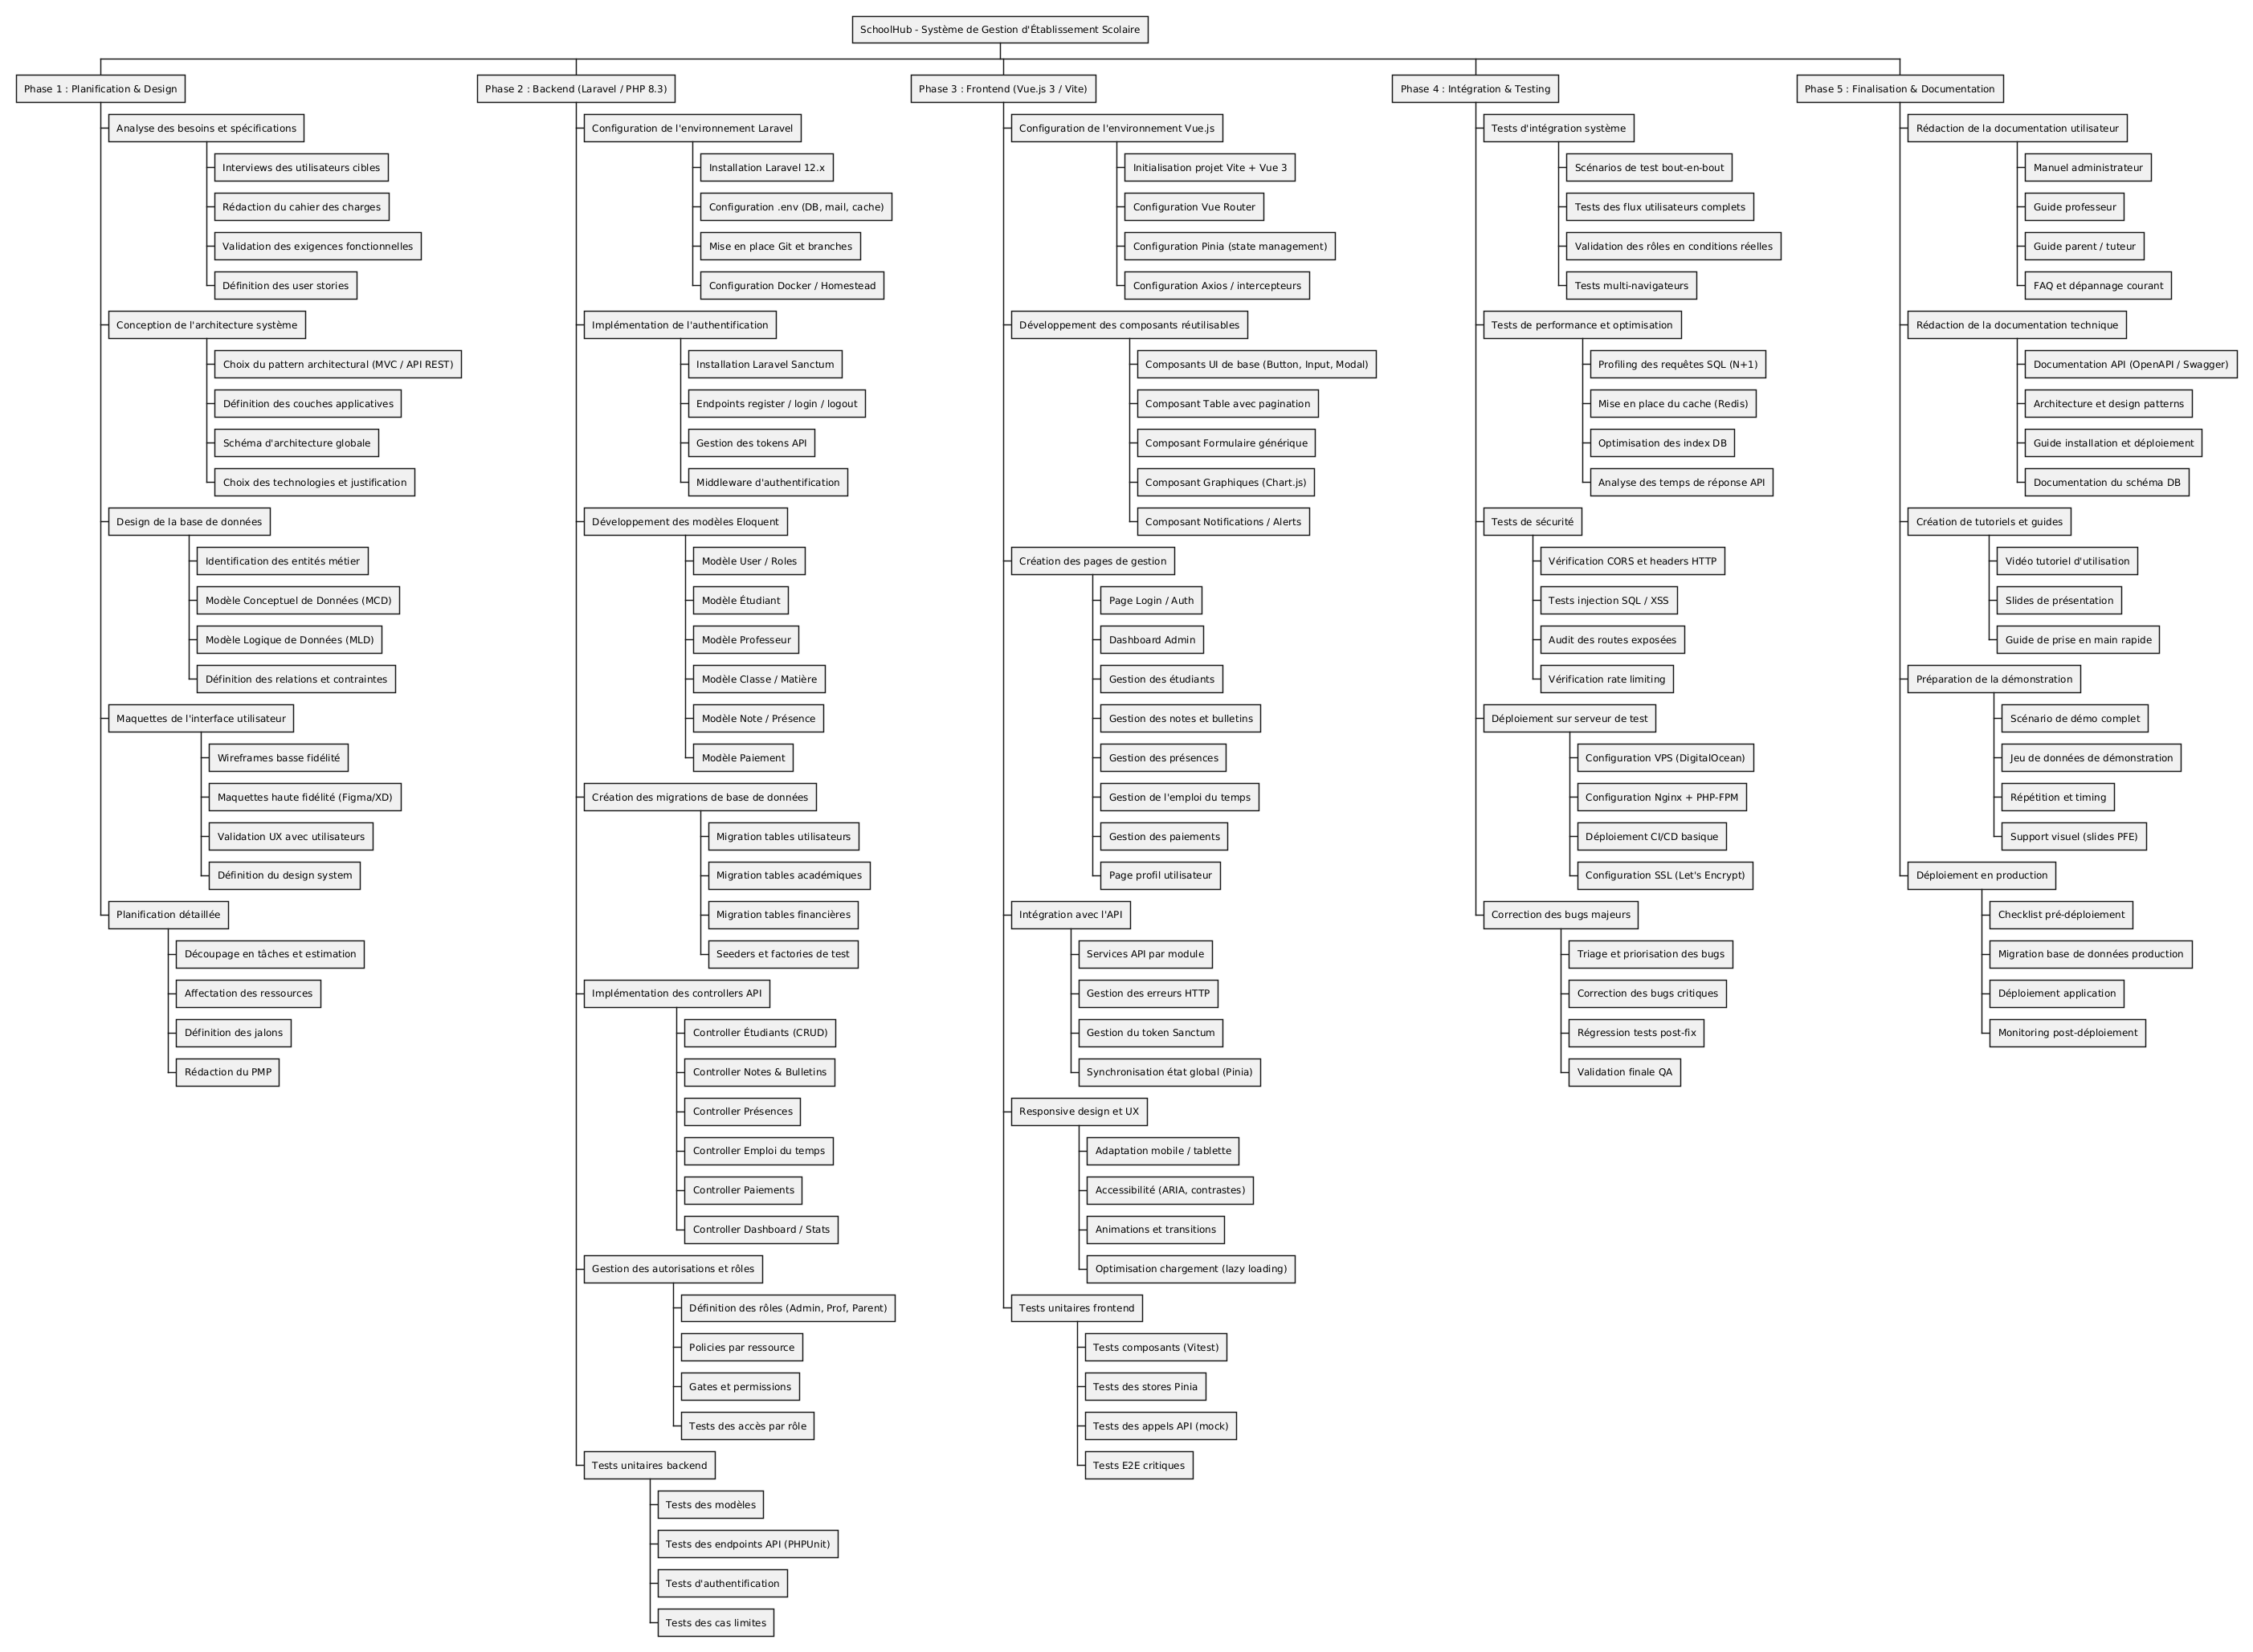 SchoolHub - Système de Gestion d'Établissement Scolaire
Phase 1 : Planification & Design
Analyse des besoins et spécifications
Interviews des utilisateurs cibles
Rédaction du cahier des charges
Validation des exigences fonctionnelles
Définition des user stories
Conception de l'architecture système
Choix du pattern architectural (MVC / API REST)
Définition des couches applicatives
Schéma d'architecture globale
Choix des technologies et justification
Design de la base de données
Identification des entités métier
Modèle Conceptuel de Données (MCD)
Modèle Logique de Données (MLD)
Définition des relations et contraintes
Maquettes de l'interface utilisateur
Wireframes basse fidélité
Maquettes haute fidélité (Figma/XD)
Validation UX avec utilisateurs
Définition du design system
Planification détaillée
Découpage en tâches et estimation
Affectation des ressources
Définition des jalons
Rédaction du PMP
Phase 2 : Backend (Laravel / PHP 8.3)
Configuration de l'environnement Laravel
Installation Laravel 12.x
Configuration .env (DB, mail, cache)
Mise en place Git et branches
Configuration Docker / Homestead
Implémentation de l'authentification
Installation Laravel Sanctum
Endpoints register / login / logout
Gestion des tokens API
Middleware d'authentification
Développement des modèles Eloquent
Modèle User / Roles
Modèle Étudiant
Modèle Professeur
Modèle Classe / Matière
Modèle Note / Présence
Modèle Paiement
Création des migrations de base de données
Migration tables utilisateurs
Migration tables académiques
Migration tables financières
Seeders et factories de test
Implémentation des controllers API
Controller Étudiants (CRUD)
Controller Notes & Bulletins
Controller Présences
Controller Emploi du temps
Controller Paiements
Controller Dashboard / Stats
Gestion des autorisations et rôles
Définition des rôles (Admin, Prof, Parent)
Policies par ressource
Gates et permissions
Tests des accès par rôle
Tests unitaires backend
Tests des modèles
Tests des endpoints API (PHPUnit)
Tests d'authentification
Tests des cas limites
Phase 3 : Frontend (Vue.js 3 / Vite)
Configuration de l'environnement Vue.js
Initialisation projet Vite + Vue 3
Configuration Vue Router
Configuration Pinia (state management)
Configuration Axios / intercepteurs
Développement des composants réutilisables
Composants UI de base (Button, Input, Modal)
Composant Table avec pagination
Composant Formulaire générique
Composant Graphiques (Chart.js)
Composant Notifications / Alerts
Création des pages de gestion
Page Login / Auth
Dashboard Admin
Gestion des étudiants
Gestion des notes et bulletins
Gestion des présences
Gestion de l'emploi du temps
Gestion des paiements
Page profil utilisateur
Intégration avec l'API
Services API par module
Gestion des erreurs HTTP
Gestion du token Sanctum
Synchronisation état global (Pinia)
Responsive design et UX
Adaptation mobile / tablette
Accessibilité (ARIA, contrastes)
Animations et transitions
Optimisation chargement (lazy loading)
Tests unitaires frontend
Tests composants (Vitest)
Tests des stores Pinia
Tests des appels API (mock)
Tests E2E critiques
Phase 4 : Intégration & Testing
Tests d'intégration système
Scénarios de test bout-en-bout
Tests des flux utilisateurs complets
Validation des rôles en conditions réelles
Tests multi-navigateurs
Tests de performance et optimisation
Profiling des requêtes SQL (N+1)
Mise en place du cache (Redis)
Optimisation des index DB
Analyse des temps de réponse API
Tests de sécurité
Vérification CORS et headers HTTP
Tests injection SQL / XSS
Audit des routes exposées
Vérification rate limiting
Déploiement sur serveur de test
Configuration VPS (DigitalOcean)
Configuration Nginx + PHP-FPM
Déploiement CI/CD basique
Configuration SSL (Let's Encrypt)
Correction des bugs majeurs
Triage et priorisation des bugs
Correction des bugs critiques
Régression tests post-fix
Validation finale QA
Phase 5 : Finalisation & Documentation
Rédaction de la documentation utilisateur
Manuel administrateur
Guide professeur
Guide parent / tuteur
FAQ et dépannage courant
Rédaction de la documentation technique
Documentation API (OpenAPI / Swagger)
Architecture et design patterns
Guide installation et déploiement
Documentation du schéma DB
Création de tutoriels et guides
Vidéo tutoriel d'utilisation
Slides de présentation
Guide de prise en main rapide
Préparation de la démonstration
Scénario de démo complet
Jeu de données de démonstration
Répétition et timing
Support visuel (slides PFE)
Déploiement en production
Checklist pré-déploiement
Migration base de données production
Déploiement application
Monitoring post-déploiement